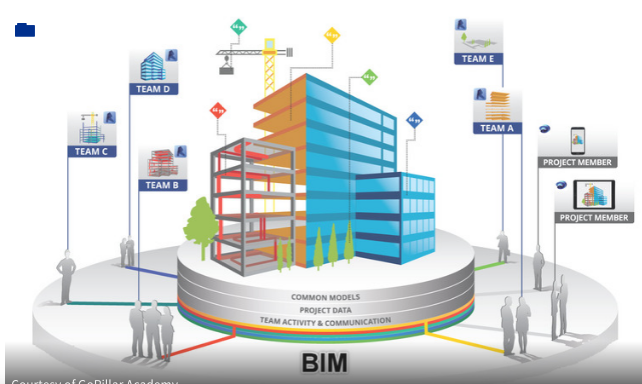 TEAM E
TEAM D
TEAM A
TEAM C
PROJECT MEMBER
TEAM B
PROJECT MEMBER
COMMON MODELS
PROJECT DATA
TEAM ACTIVITY & COMMUNICATION
BIM
Courtesy of GoPillar Academy